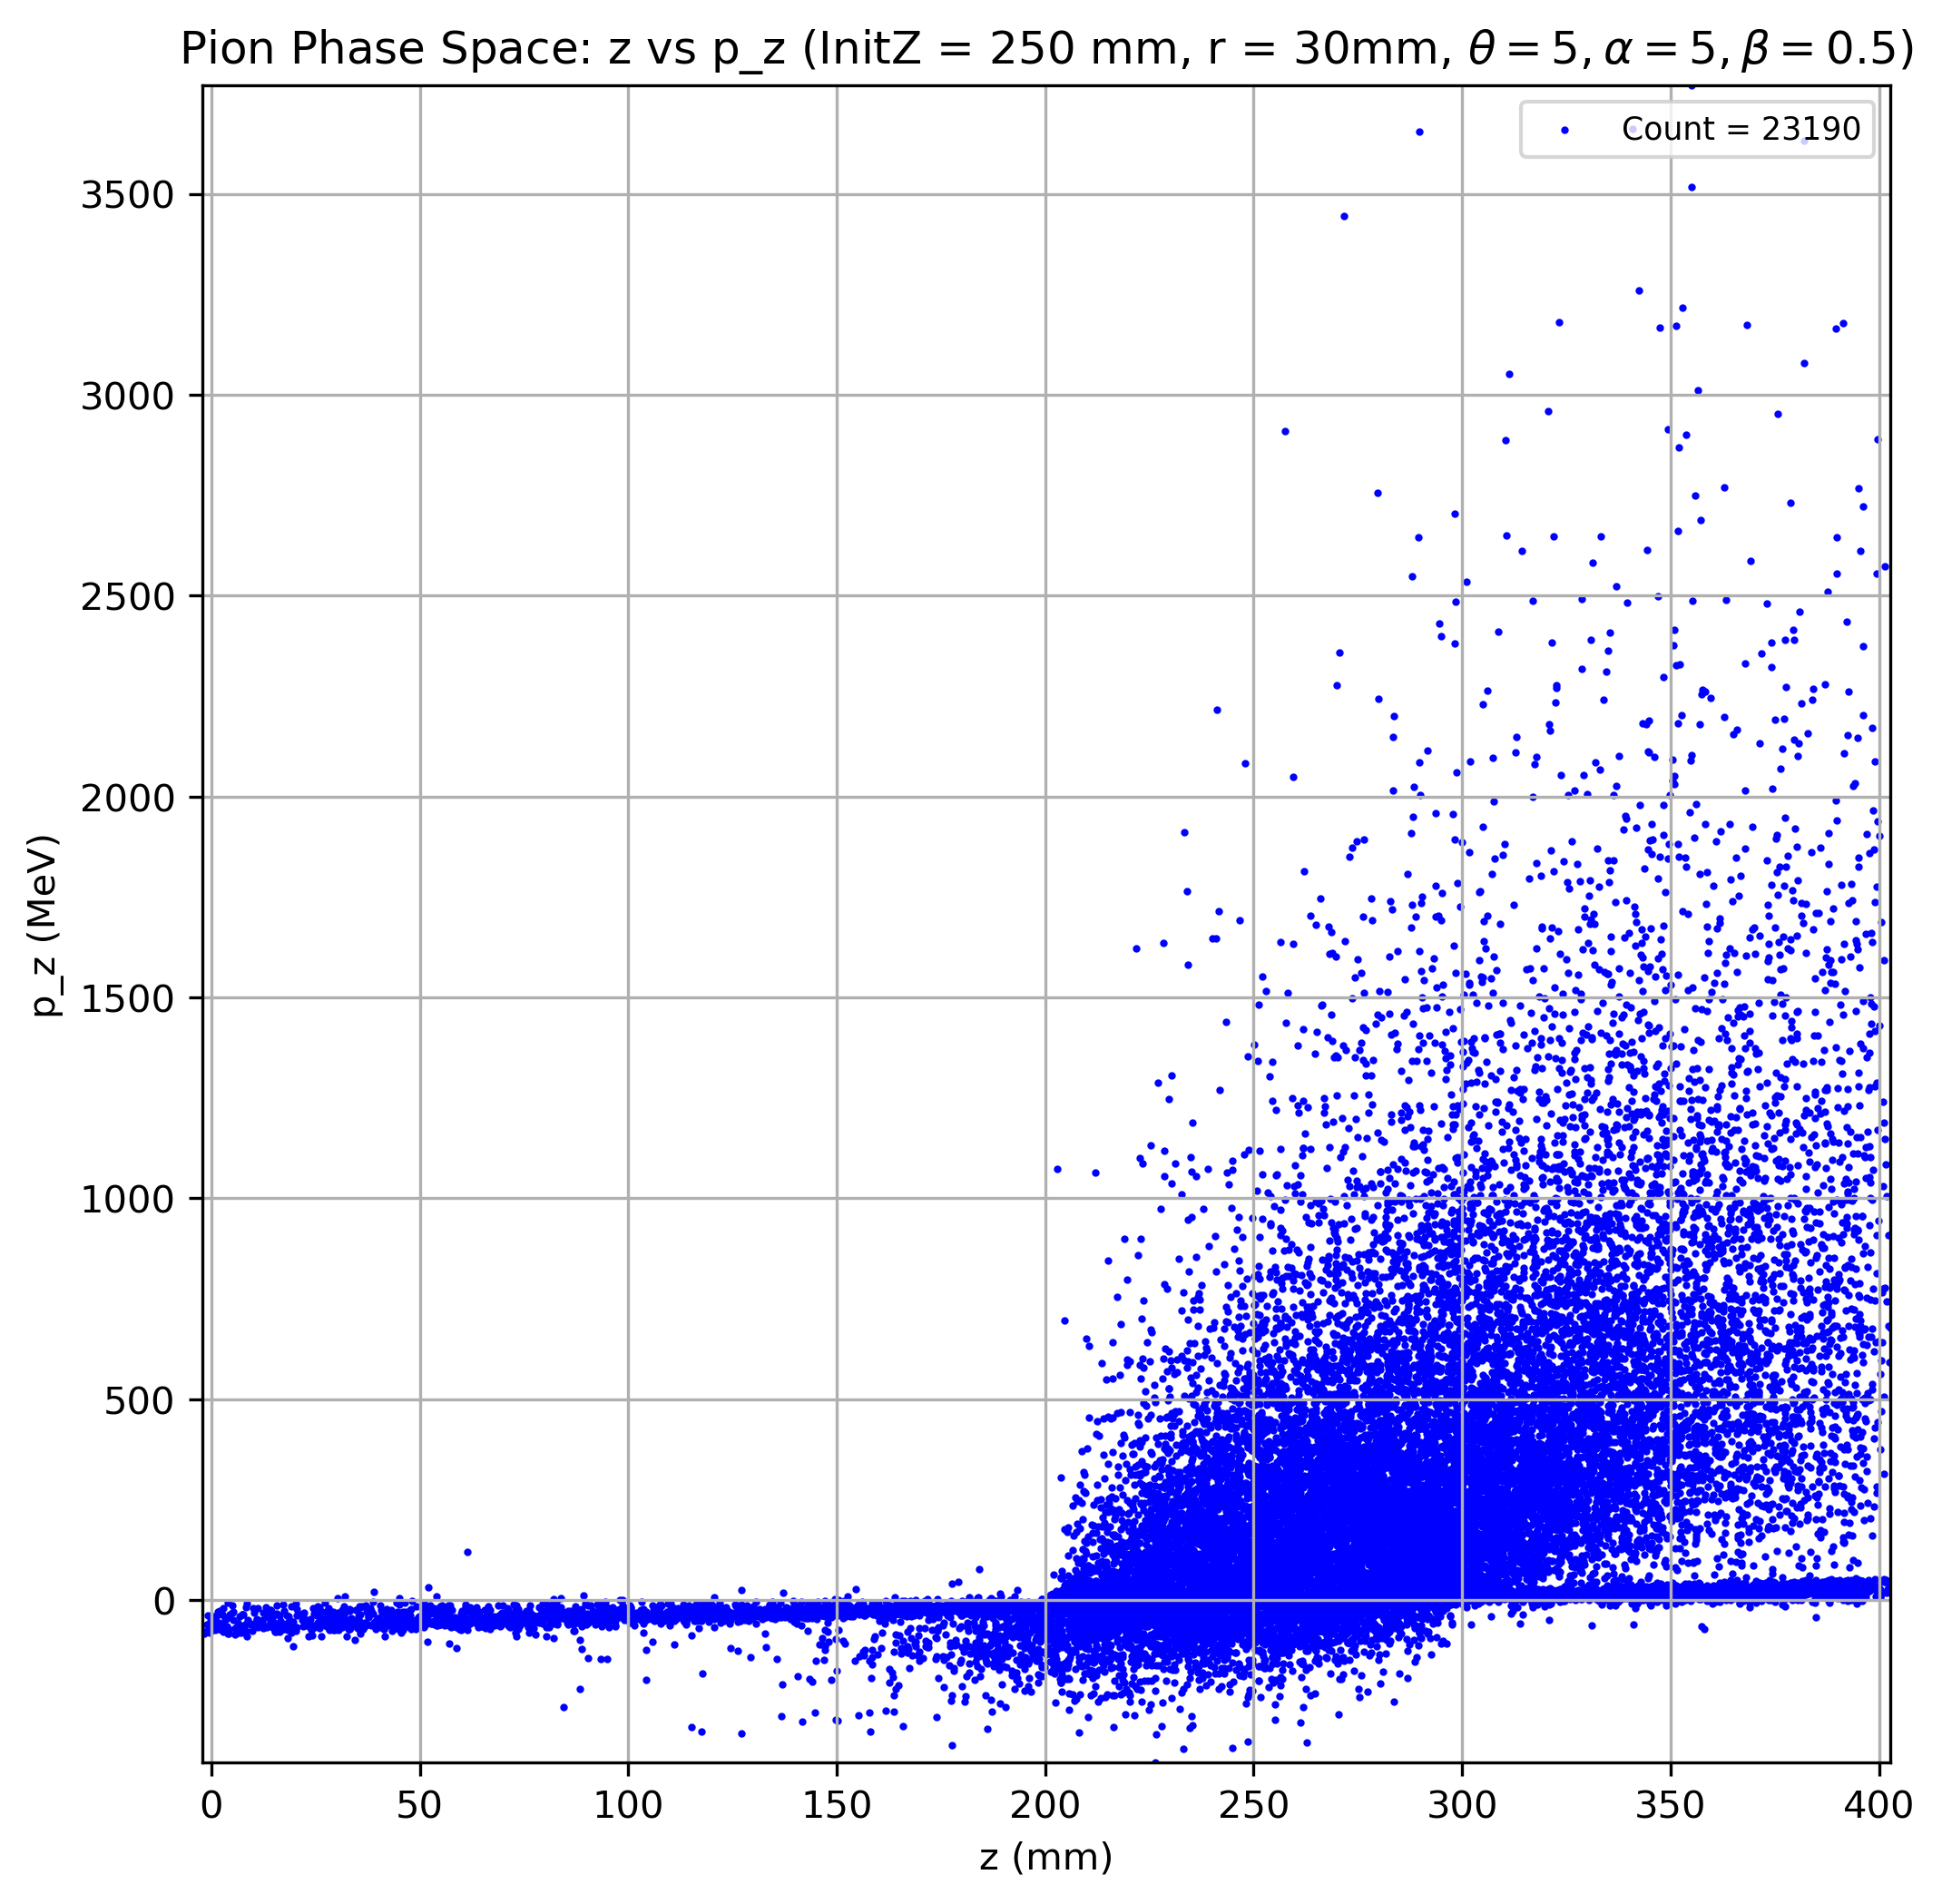 Pion Phase Space: z vs p_z (InitZ = 250 mm, r = 30mm, θ = 5, α = 5, β = 0.5)
Count = 23190
3500
3000
2500
2000
1500
1000
500
0
p_z (MeV)
0 50 100 150 200 250 300 350 400
z (mm)